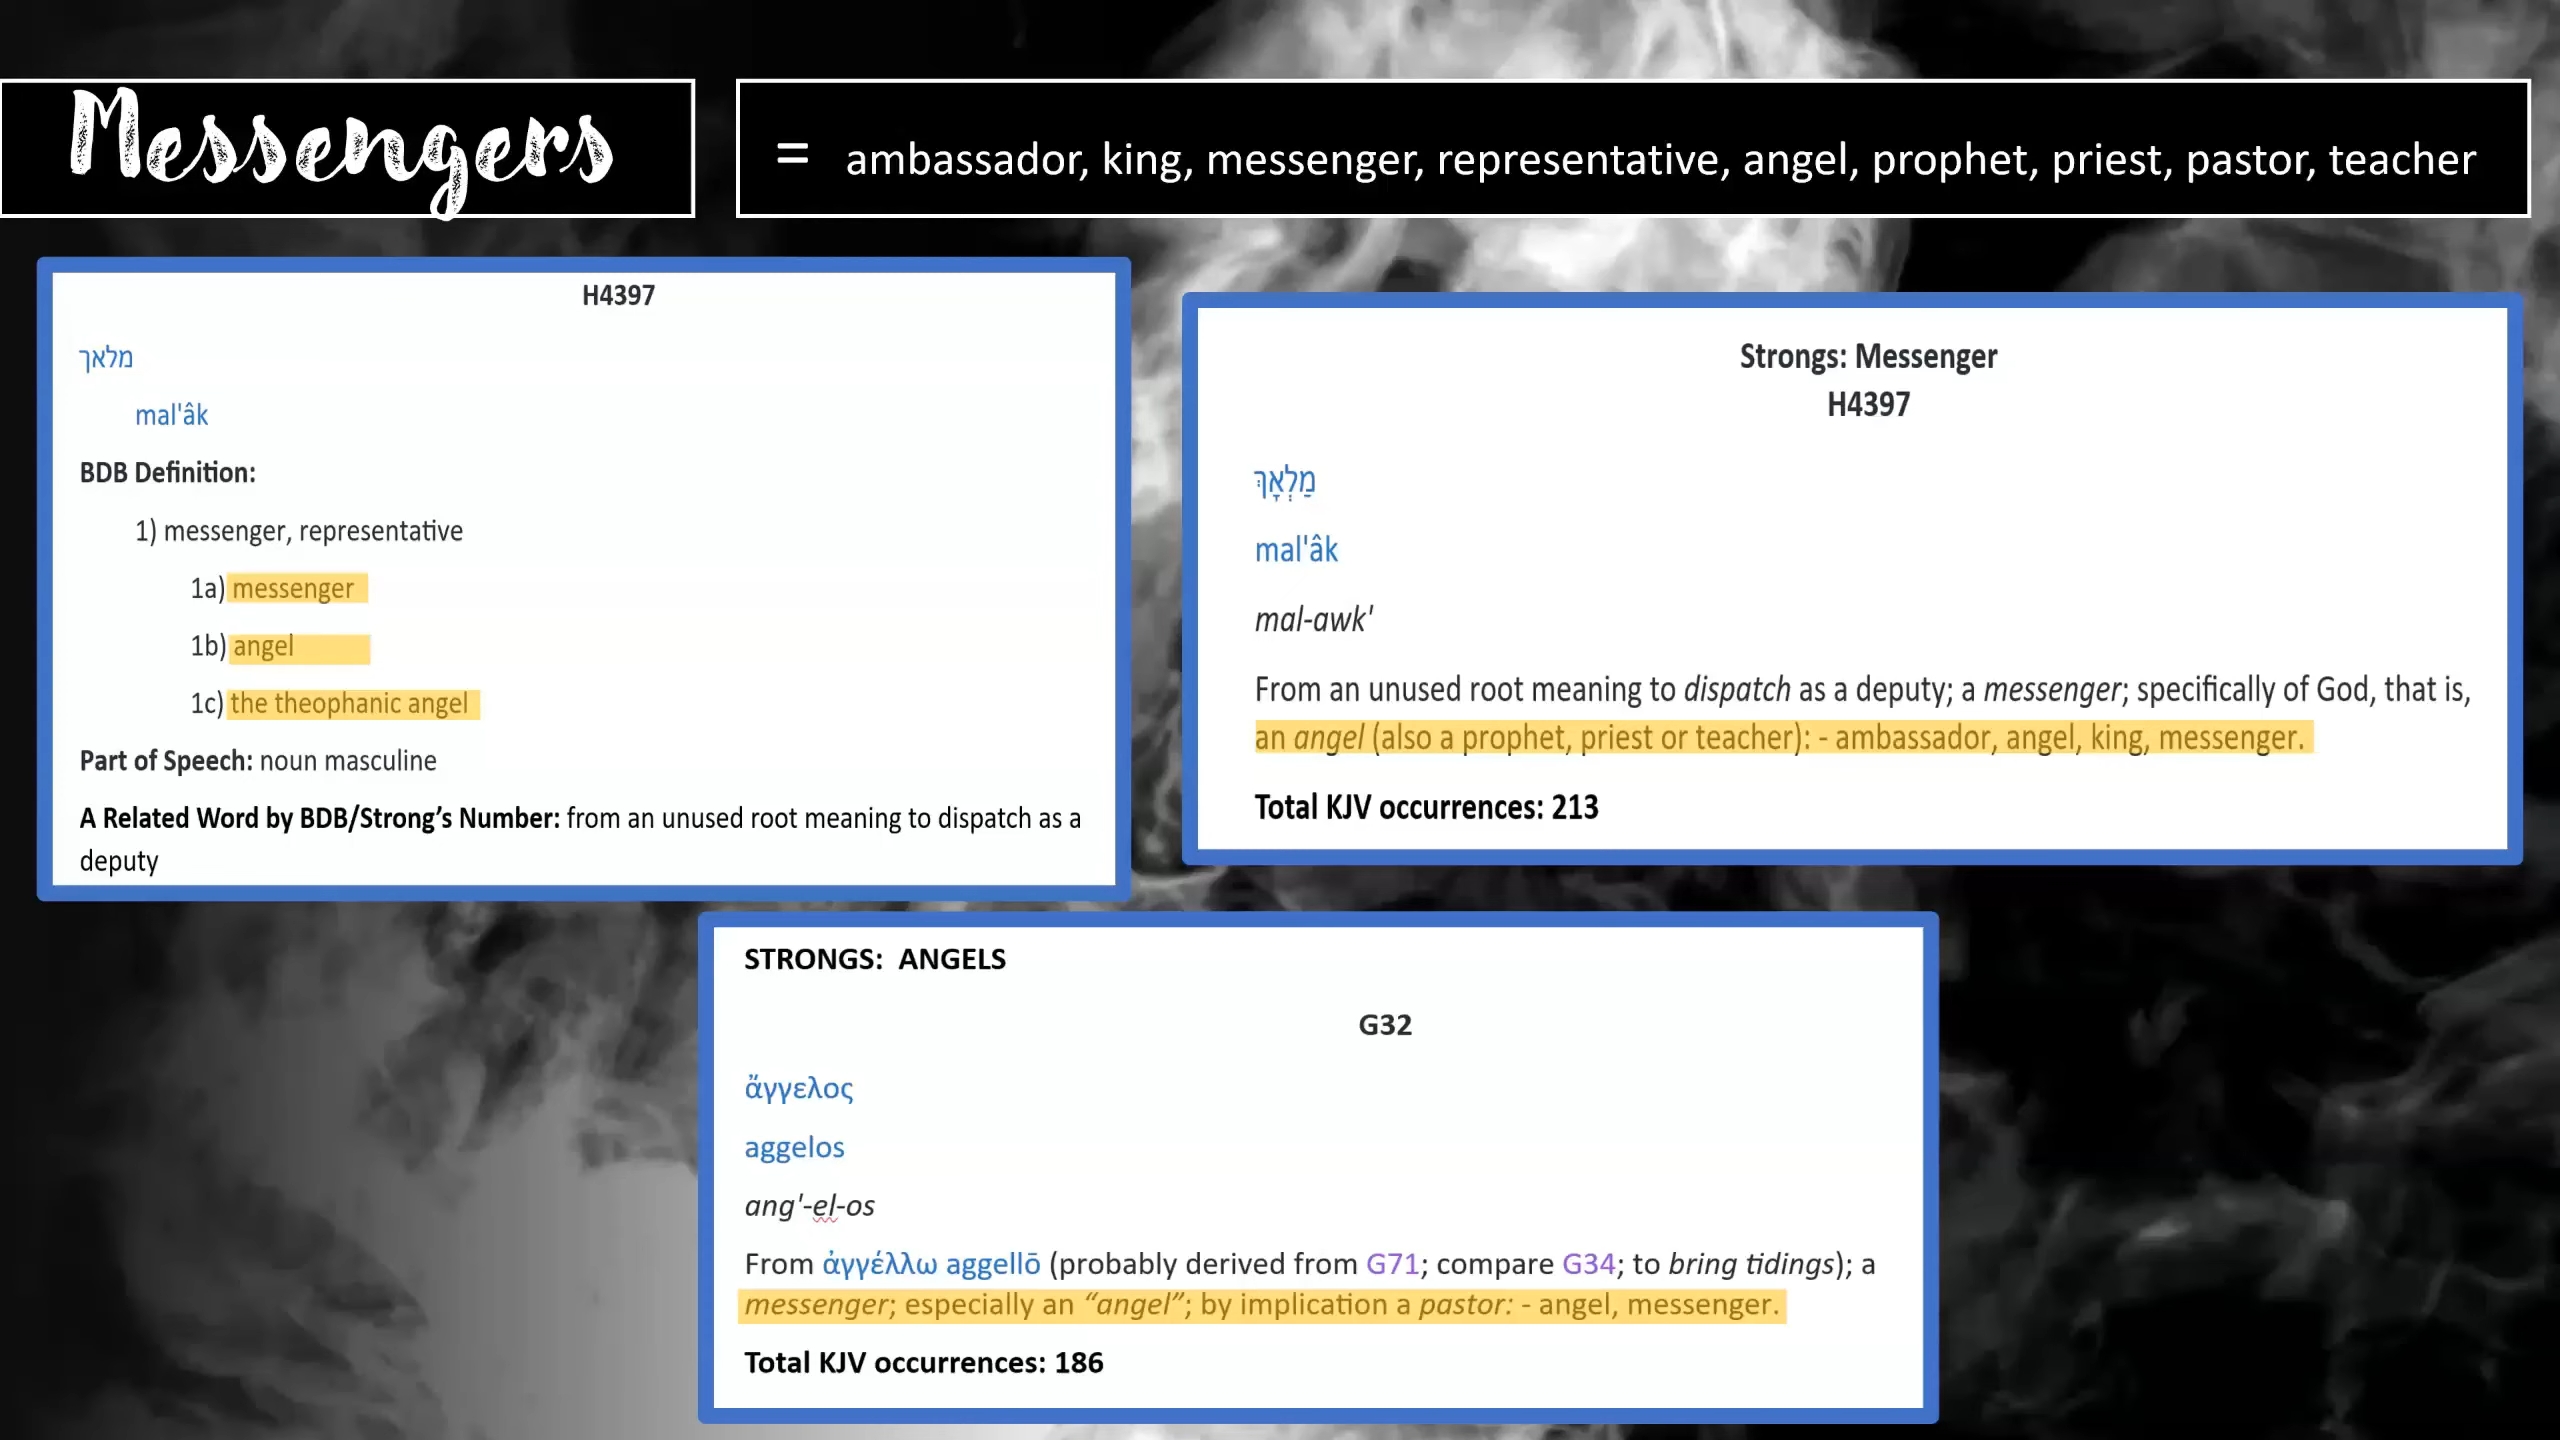 Messengers
= ambassador, king, messenger, representative, angel, prophet, priest, pastor, teacher
H4397
מלאך
mal'âk
BDB Definition:
1) messenger, representative
1a) messenger
1b) angel
1c) the theophanic angel
Part of Speech: noun masculine
A Related Word by BDB/Strong’s Number: from an unused root meaning to dispatch as a
deputy
Strongs: Messenger
H4397
מַלְאָךְ
mal'âk
mal-awk'
From an unused root meaning to dispatch as a deputy; a messenger; specifically of God, that is,
an angel (also a prophet, priest or teacher): - ambassador, angel, king, messenger.
Total KJV occurrences: 213
STRONGS: ANGELS
G32
ἄγγελος
aggelos
ang'-el-os
From ἀγγέλλω aggellō (probably derived from G71; compare G34; to bring tidings); a
messenger; especially an “angel”; by implication a pastor: - angel, messenger.
Total KJV occurrences: 186